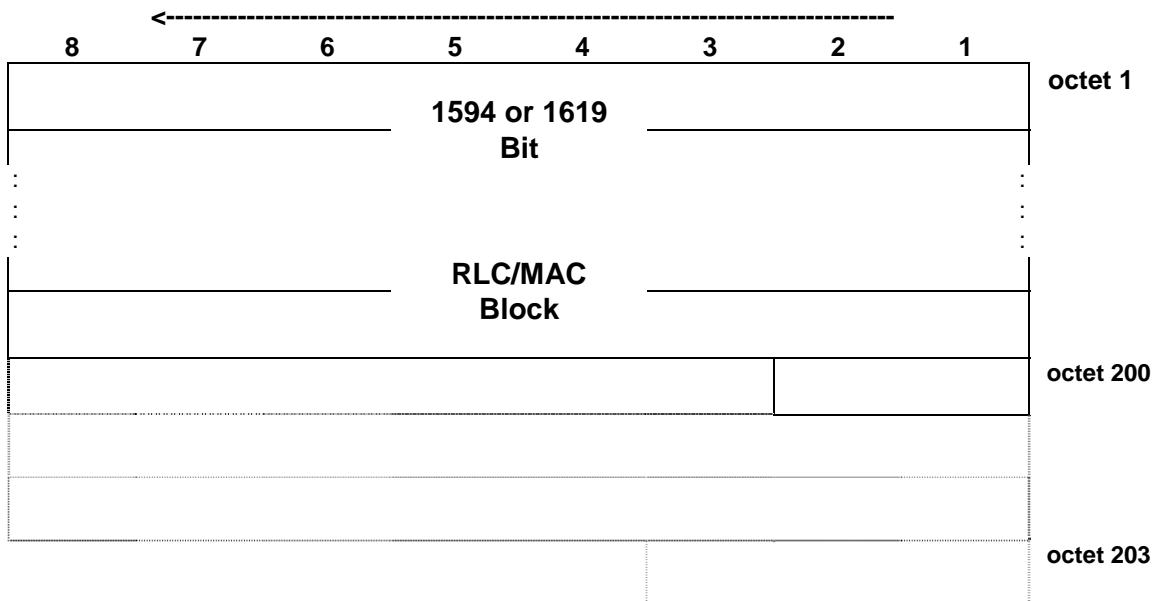 <---------------------------------------------------------------------------------
8 7 6 5 4 3 2 1
octet 1
1594 or 1619
Bit
: :
: :
: :
RLC/MAC
Block
octet 200
octet 203